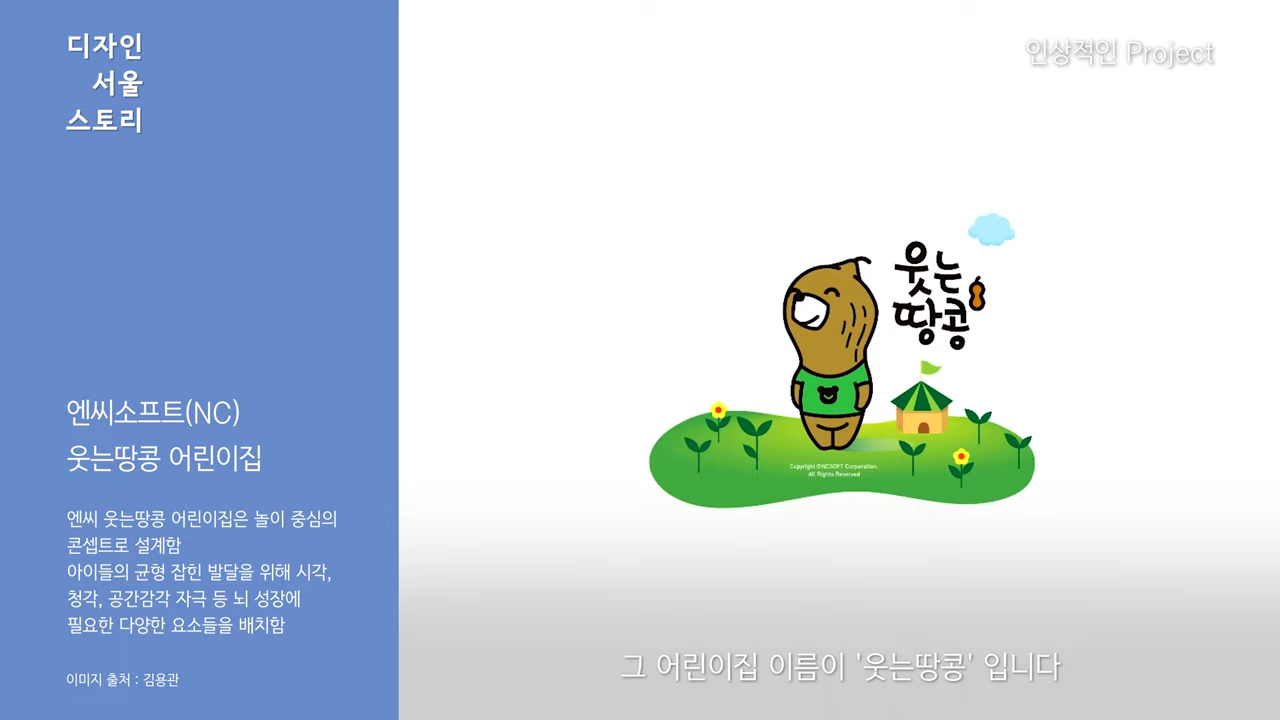 디자인
서울
스토리
인상적인 Project
웃는
땅콩
Copyright ©NCSOFT Corporation.
All Rights Reserved
엔씨소프트(NC)
웃는땅콩 어린이집
엔씨 웃는땅콩 어린이집은 놀이 중심의
콘셉트로 설계함
아이들의 균형 잡힌 발달을 위해 시각,
청각, 공간감각 자극 등 뇌 성장에
필요한 다양한 요소들을 배치함
이미지 출처 : 김용관
그 어린이집 이름이 '웃는땅콩' 입니다